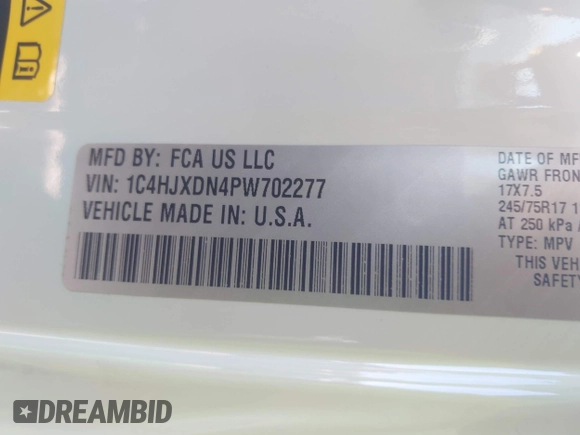 MFD BY: FCA US LLC
VIN: 1C4HJXDN4PW702277
VEHICLE MADE IN: U.S.A.
DATE OF MF
GAWR FRON
17X7.5
245/75R17 1
AT 250 kPa
TYPE: MPV
THIS VEH
SAFETY
DREAMBID